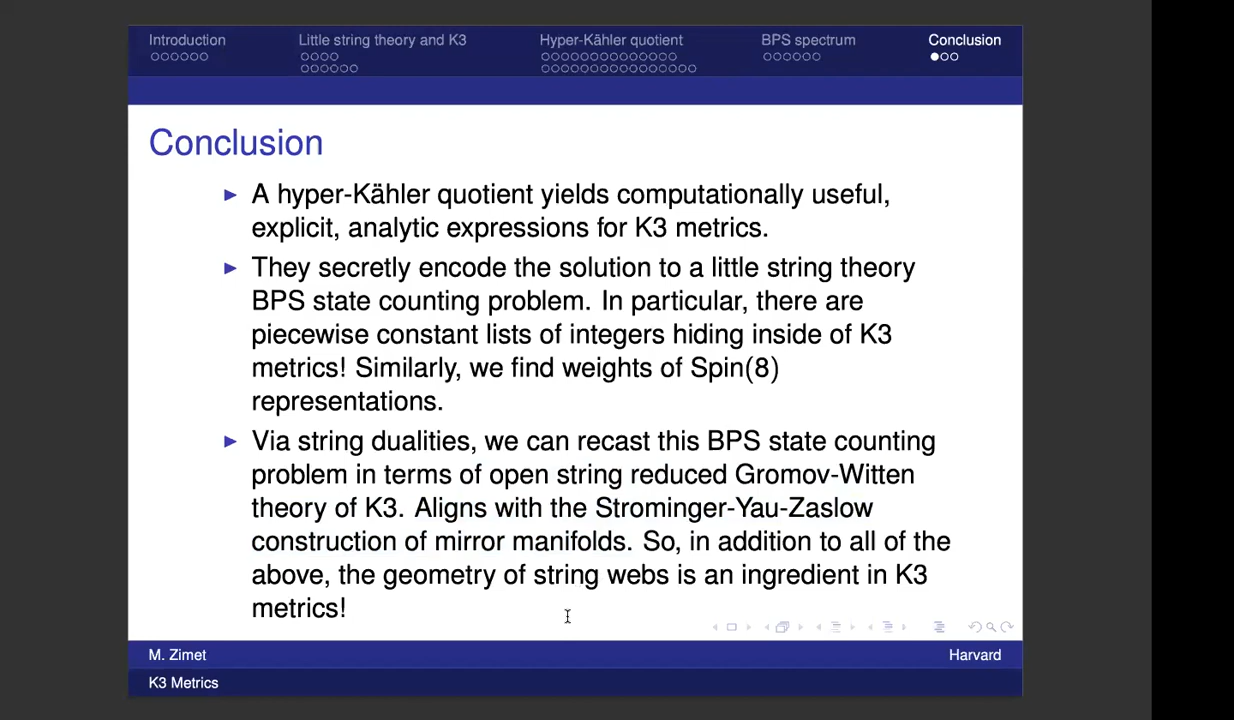 Introduction
Little string theory and K3
Hyper-Kähler quotient
BPS spectrum
Conclusion
Conclusion
A hyper-Kähler quotient yields computationally useful,
explicit, analytic expressions for K3 metrics.
They secretly encode the solution to a little string theory
BPS state counting problem. In particular, there are
piecewise constant lists of integers hiding inside of K3
metrics! Similarly, we find weights of Spin(8)
representations.
Via string dualities, we can recast this BPS state counting
problem in terms of open string reduced Gromov-Witten
theory of K3. Aligns with the Strominger-Yau-Zaslow
construction of mirror manifolds. So, in addition to all of the
above, the geometry of string webs is an ingredient in K3
metrics!
M. Zimet
Harvard
K3 Metrics